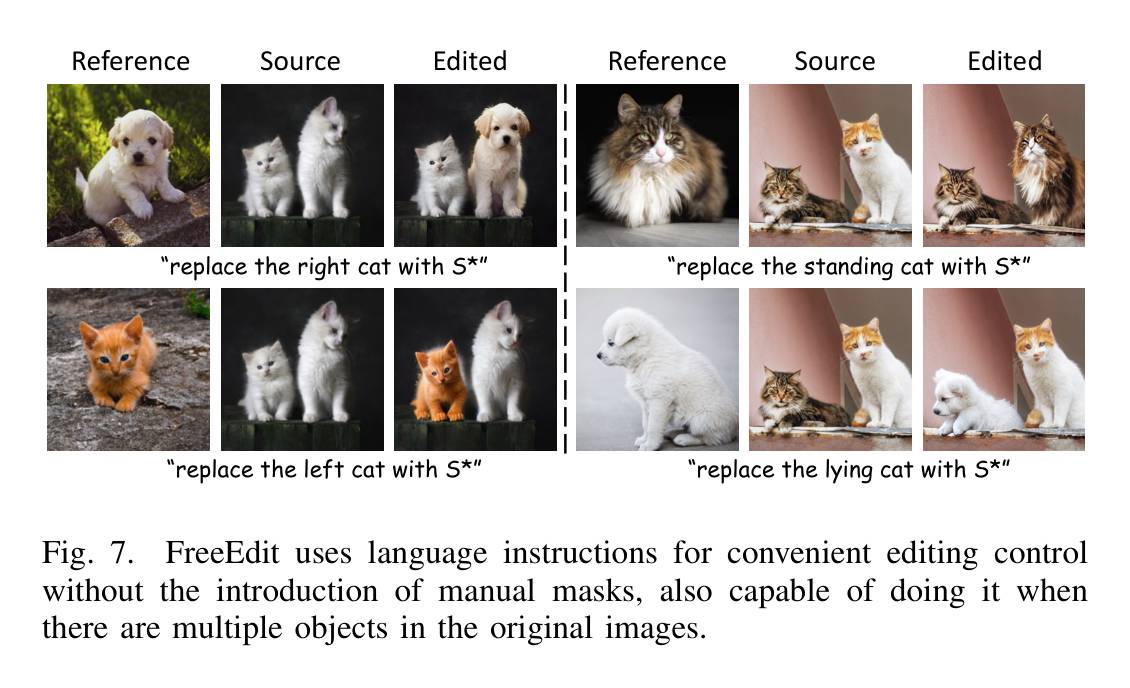 Reference Source Edited Reference Source Edited
“replace the right cat with S*” “replace the standing cat with S*”
“replace the left cat with S*” “replace the lying cat with S*”
Fig. 7. FreeEdit uses language instructions for convenient editing control
without the introduction of manual masks, also capable of doing it when
there are multiple objects in the original images.